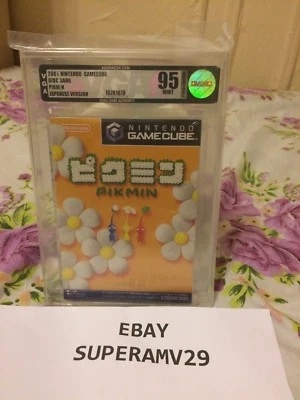 2001 NINTENDO GAMECUBE
DISC GAME
PIKMIN
JAPANESE VERSION
95
MINT
Nintendo
NINTENDO
GAMECUBE
ピクミン
PIKMIN
EBAY
SUPERAMV29